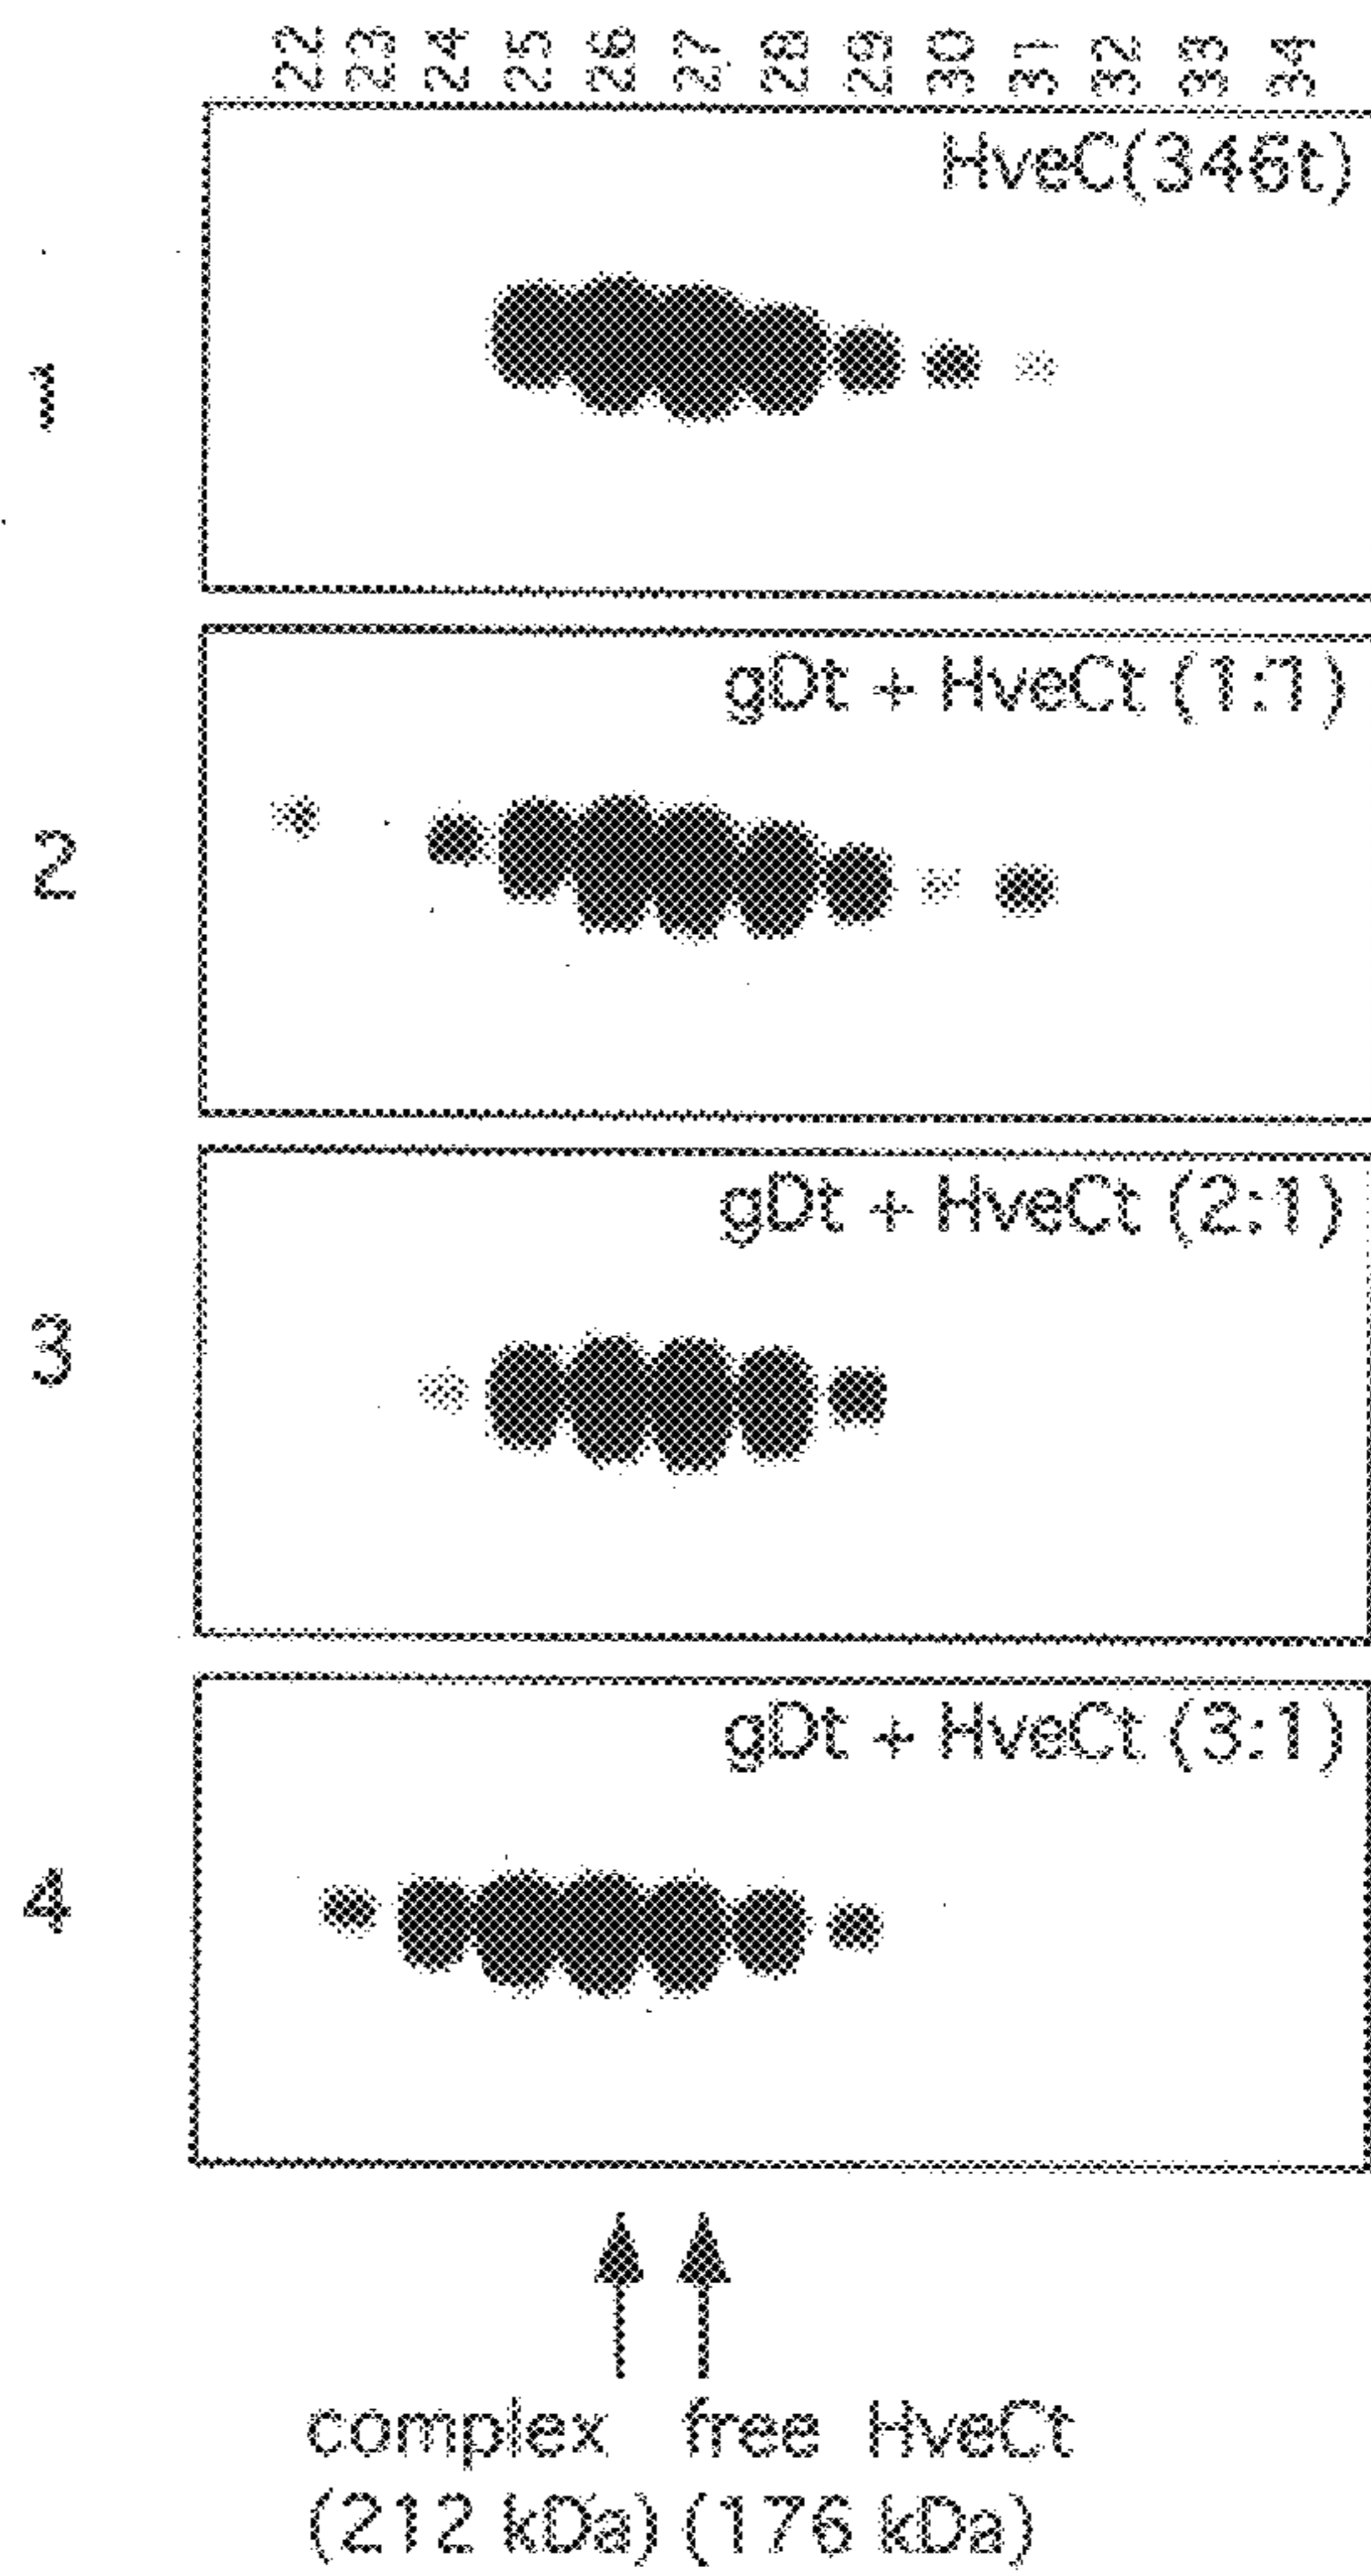 22 23 24 25 26 27 28 29 30 31 32 33 34
HveC(346t)
1
gDt + HveCt (1:1)
2
gDt + HveCt (2:1)
3
gDt + HveCt (3:1)
4
complex free HveCt
(212 kDa) (176 kDa)